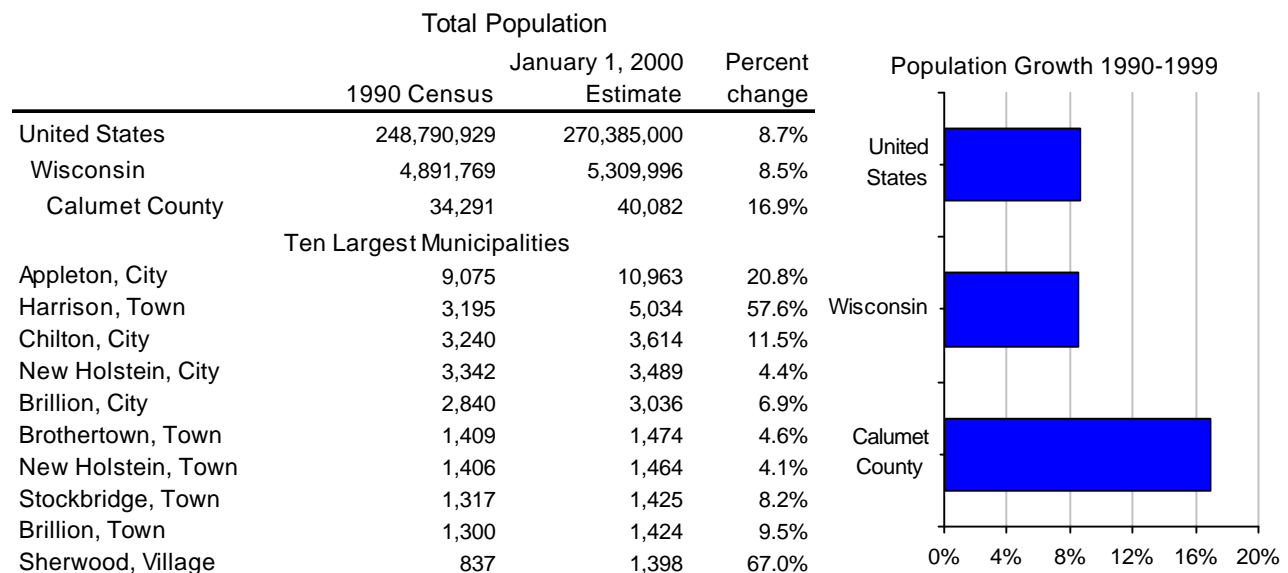 Total Population
1990 Census January 1, 2000 Estimate Percent change
United States 248,790,929 270,385,000 8.7%
Wisconsin 4,891,769 5,309,996 8.5%
Calumet County 34,291 40,082 16.9%
Ten Largest Municipalities
Appleton, City 9,075 10,963 20.8%
Harrison, Town 3,195 5,034 57.6%
Chilton, City 3,240 3,614 11.5%
New Holstein, City 3,342 3,489 4.4%
Brillion, City 2,840 3,036 6.9%
Brothertown, Town 1,409 1,474 4.6%
New Holstein, Town 1,406 1,464 4.1%
Stockbridge, Town 1,317 1,425 8.2%
Brillion, Town 1,300 1,424 9.5%
Sherwood, Village 837 1,398 67.0%
Population Growth 1990-1999
United
States
Wisconsin
Calumet
County
0% 4% 8% 12% 16% 20%